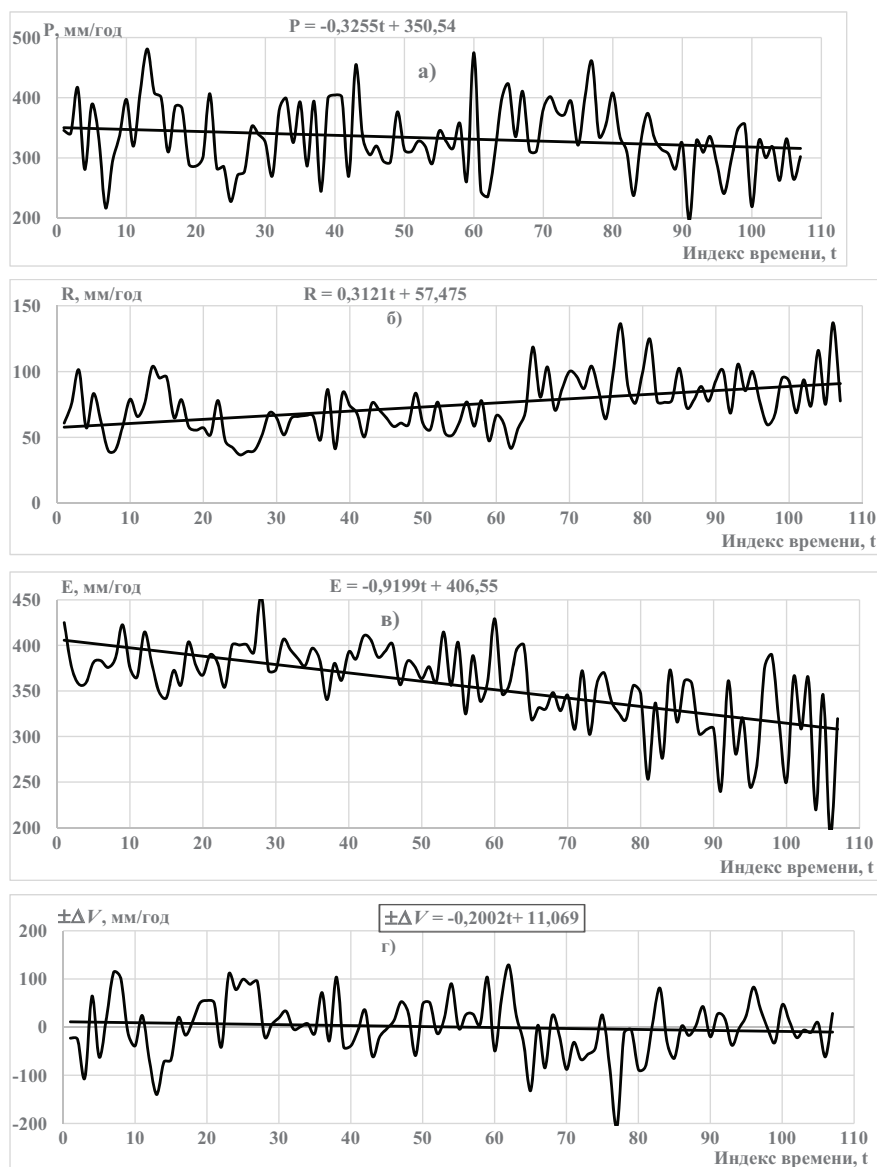 P, мм/год
P = -0,3255t + 350,54
а)
500
400
300
200
0 10 20 30 40 50 60 70 80 90 100 110
Индекс времени, t
R, мм/год
R = 0,3121t + 57,475
б)
150
100
50
0
0 10 20 30 40 50 60 70 80 90 100 110
Индекс времени, t
E, мм/год
E = -0,9199t + 406,55
в)
450
400
350
300
250
200
0 10 20 30 40 50 60 70 80 90 100 110
Индекс времени, t
±ΔV, мм/год
±ΔV = -0,2002t+ 11,069
г)
200
100
0
-100
-200
0 10 20 30 40 50 60 70 80 90 100 110
Индекс времени, t